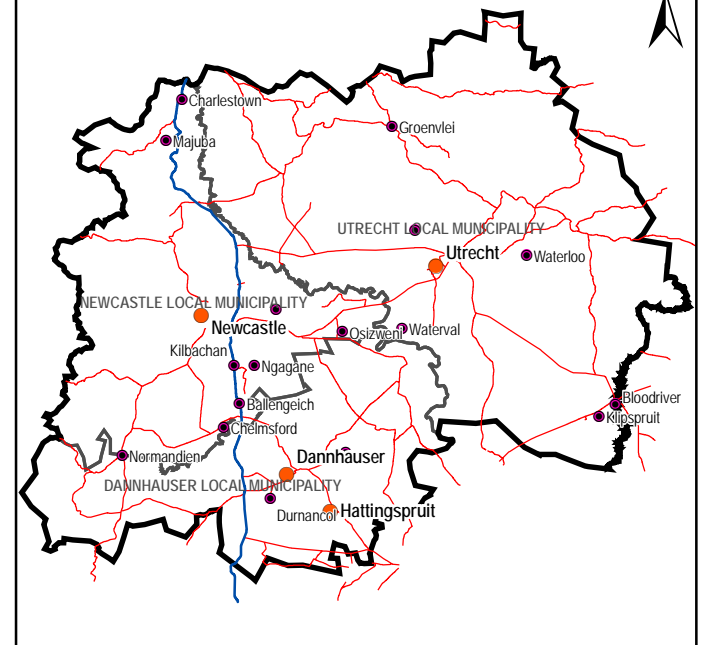 Charlestown
Groenvlei
Majuba
UTRECHT LOCAL MUNICIPALITY
Utrecht
Waterloo
NEWCASTLE LOCAL MUNICIPALITY
Newcastle
Osizweni
Waterval
Kilbachan
Ngagane
Bloodriver
Ballengeich
Klipspruit
Chelmsford
Normandien
Dannhauser
DANNHAUSER LOCAL MUNICIPALITY
Durnancol
Hattingspruit